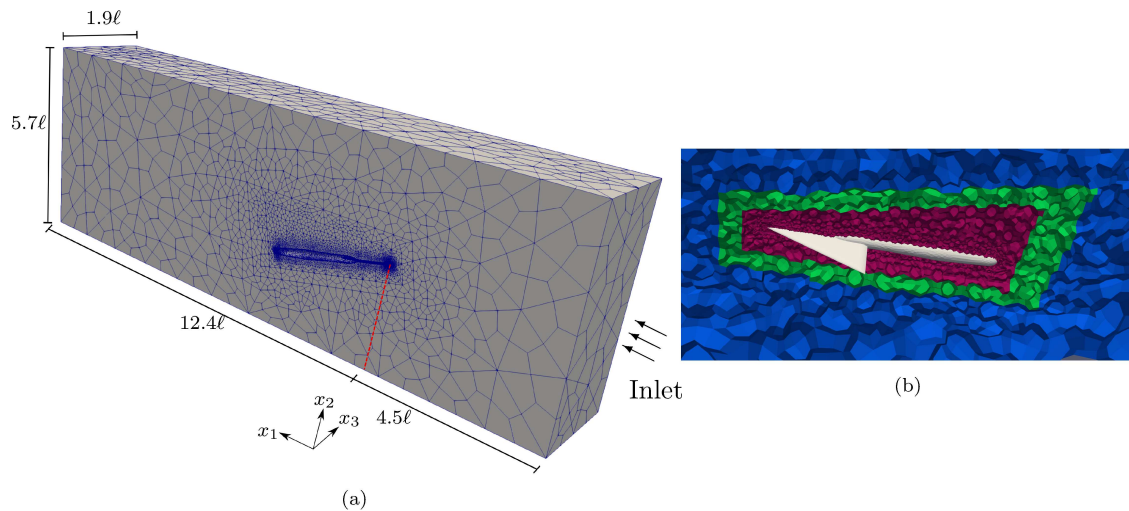 1.9ℓ
5.7ℓ
12.4ℓ
4.5ℓ
Inlet
x₂
x₁
x₃
(a)
(b)